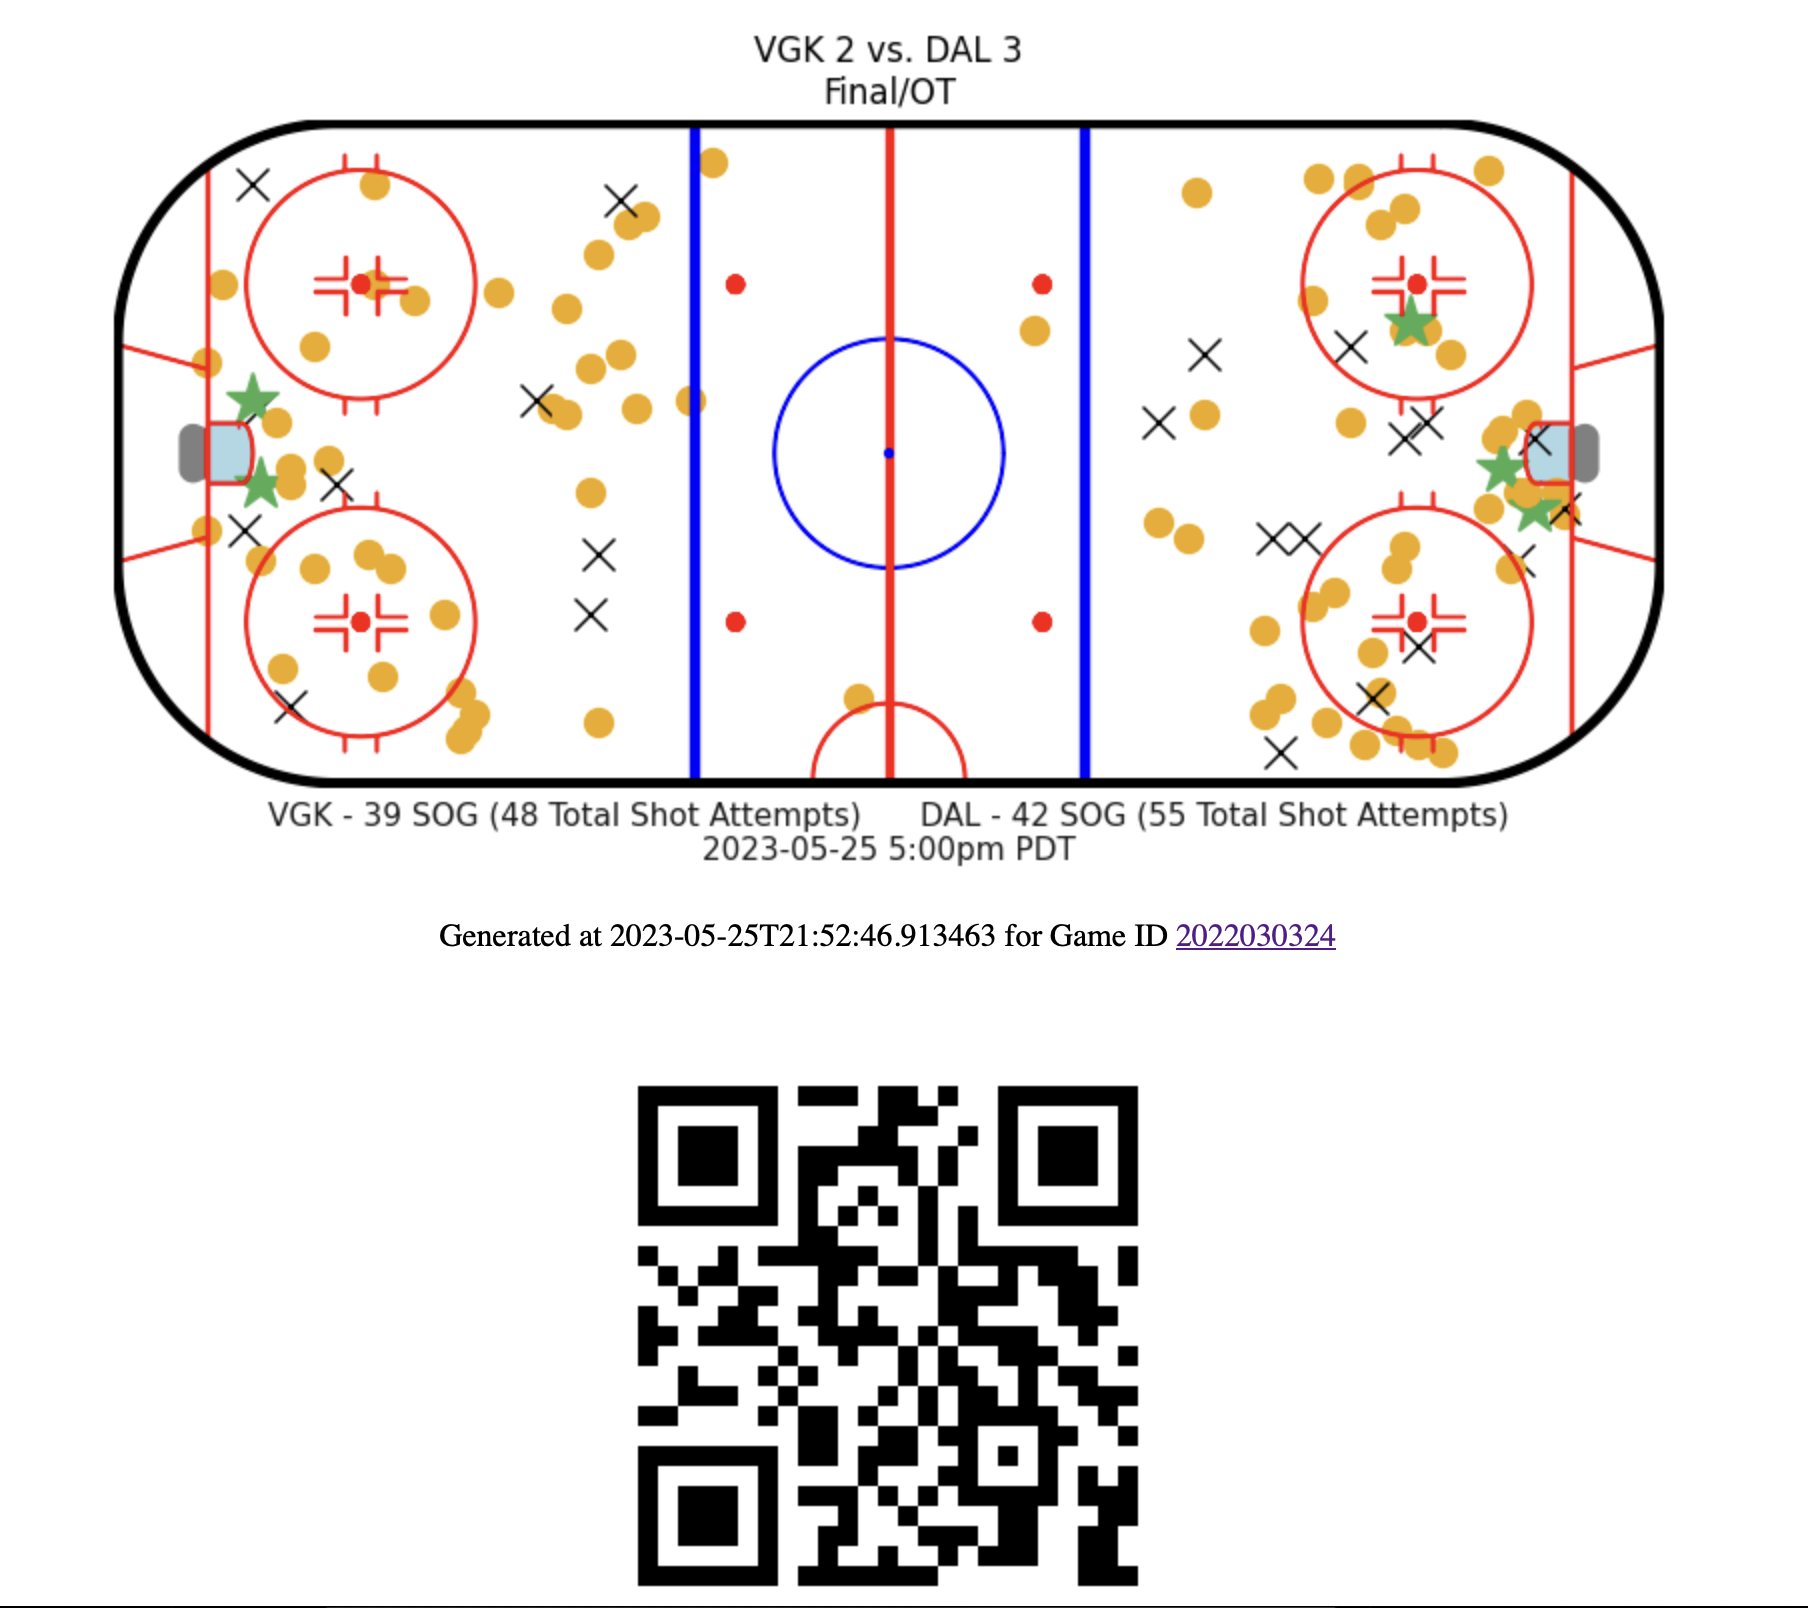 VGK 2 vs. DAL 3
Final/OT
VGK - 39 SOG (48 Total Shot Attempts) DAL - 42 SOG (55 Total Shot Attempts)
2023-05-25 5:00pm PDT
Generated at 2023-05-25T21:52:46.913463 for Game ID 2022030324